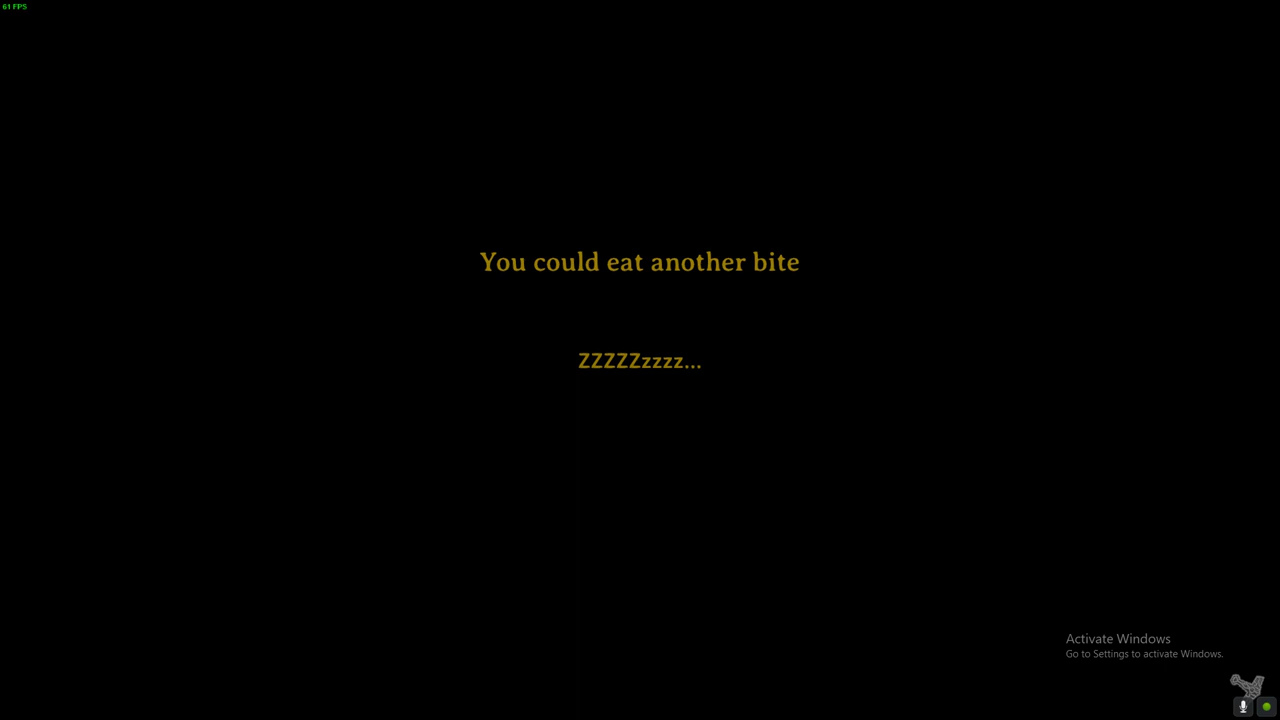 61 FPS
You could eat another bite
ZZZZZzzzz...
Activate Windows
Go to Settings to activate Windows.